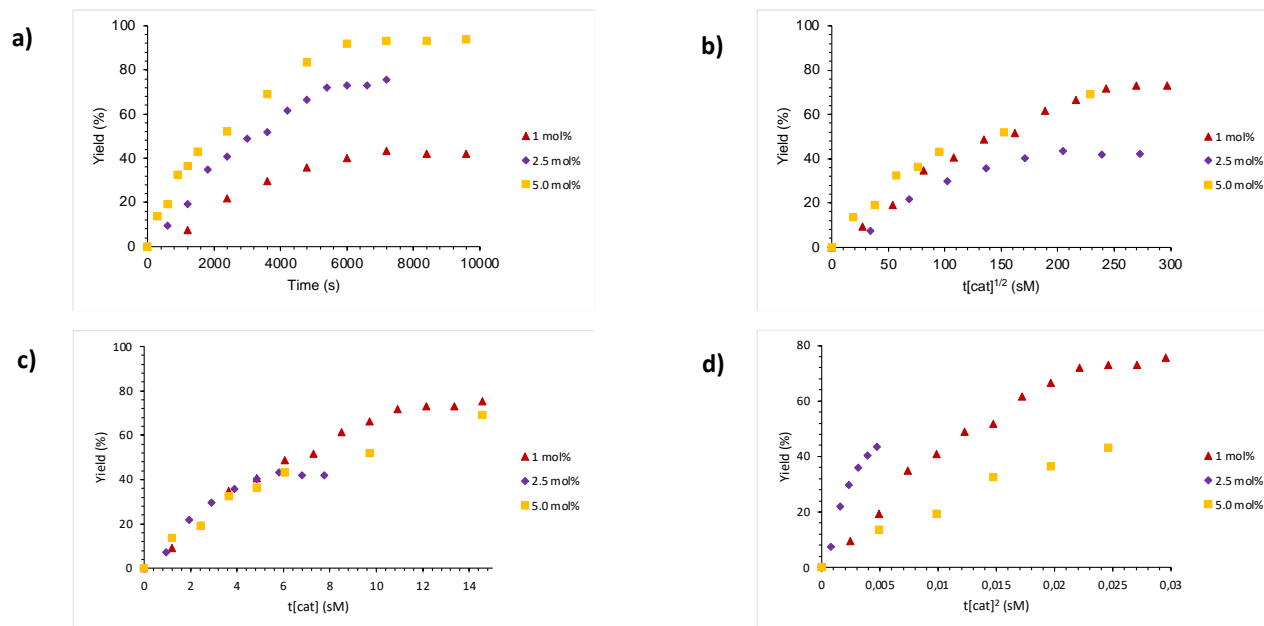 a)
100
80
60
40
20
0
Yield (%)
0 2000 4000 6000 8000 10000
Time (s)
1 mol%
2.5 mol%
5.0 mol%
b)
100
80
60
40
20
0
Yield (%)
0 50 100 150 200 250 300
t[cat]1/2 (sM)
1 mol%
2.5 mol%
5.0 mol%
c)
100
80
60
40
20
0
Yield (%)
0 2 4 6 8 10 12 14
t[cat] (sM)
1 mol%
2.5 mol%
5.0 mol%
d)
80
60
40
20
0
Yield (%)
0 0,005 0,01 0,015 0,02 0,025 0,03
t[cat]2 (sM)
1 mol%
2.5 mol%
5.0 mol%